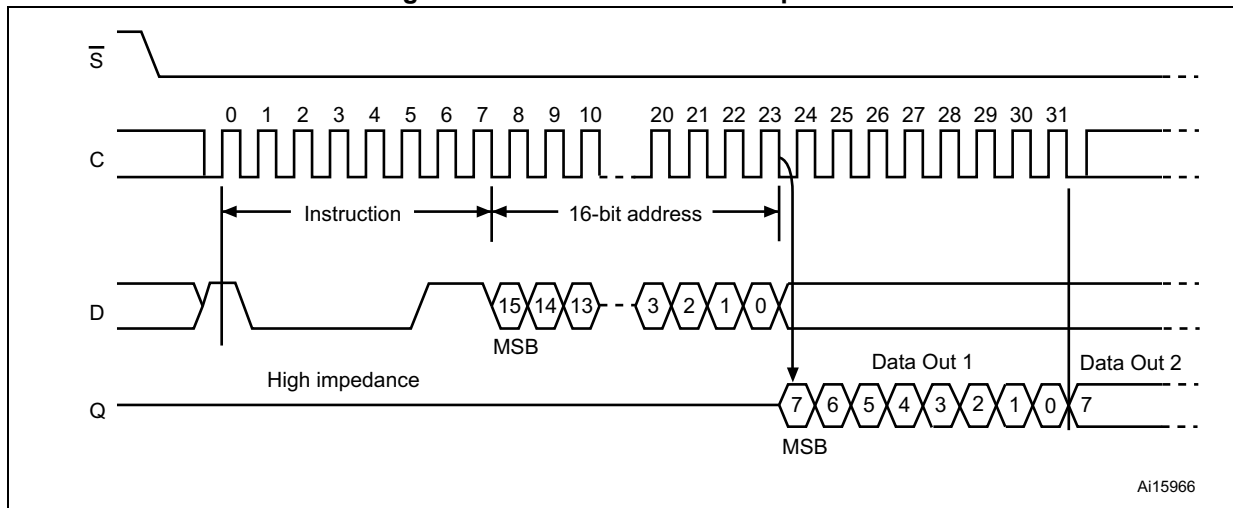 S
0 1 2 3 4 5 6 7 8 9 10 20 21 22 23 24 25 26 27 28 29 30 31
C
Instruction 16-bit address
D 15 14 13 3 2 1 0
MSB
High impedance Data Out 1 Data Out 2
Q 7 6 5 4 3 2 1 0 7
MSB
Ai15966